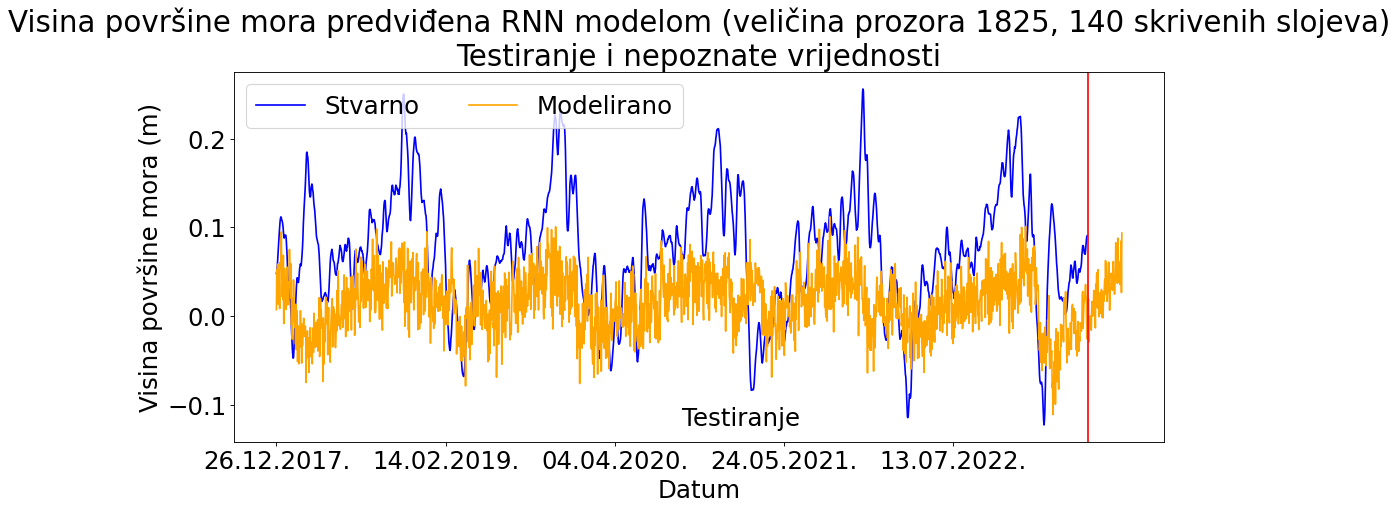 Visina površine mora predviđena RNN modelom (veličina prozora 1825, 140 skrivenih slojeva)
Testiranje i nepoznate vrijednosti
Stvarno
Modelirano
Visina površine mora (m)
0.2
0.1
0.0
−0.1
Testiranje
26.12.2017.
14.02.2019.
04.04.2020.
24.05.2021.
13.07.2022.
Datum